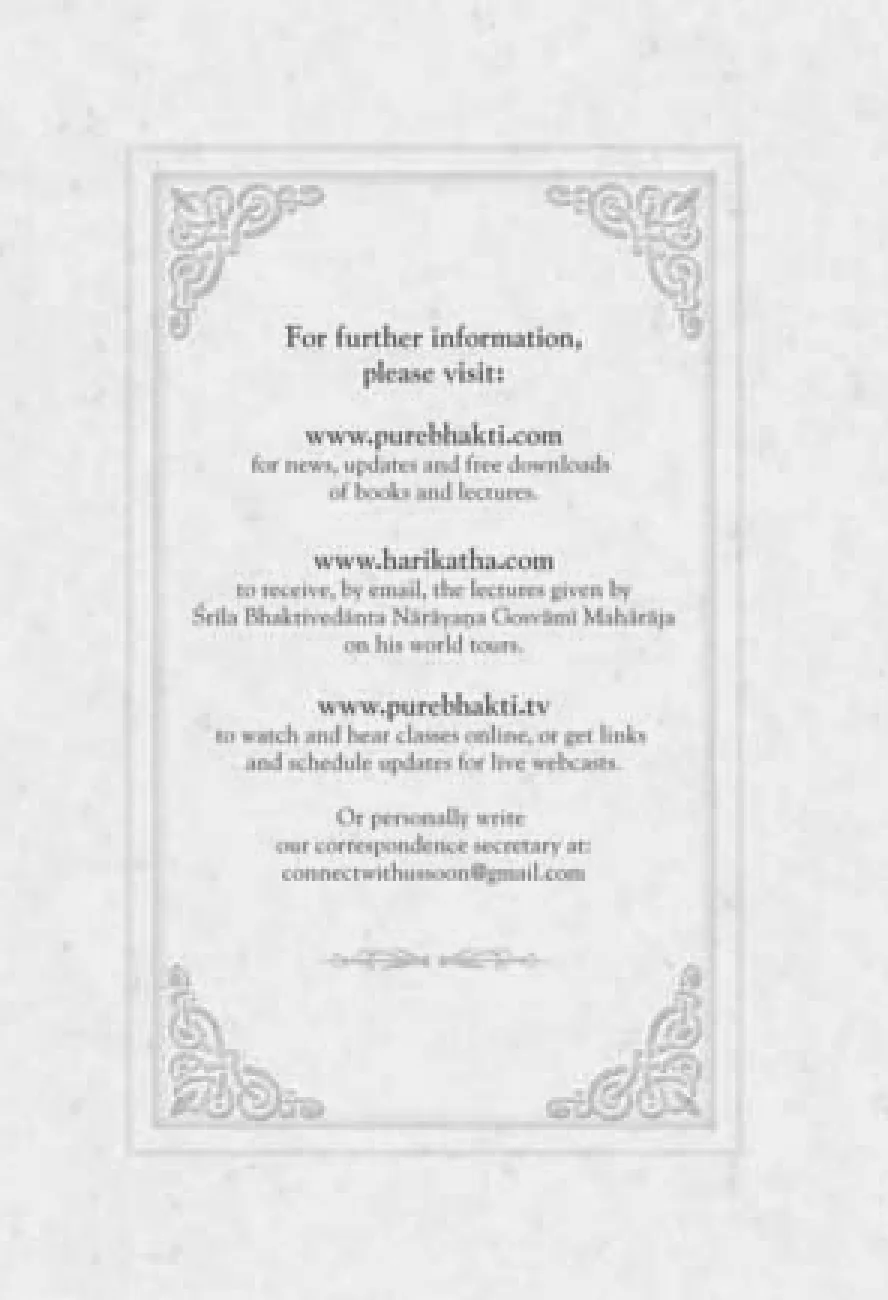 For further information,
please visit:
www.purebhakti.com
for news, updates and free downloads
of books and lectures.
www.harikatha.com
to receive, by email, the lectures given by
Śrīla Bhaktivedānta Nārāyaṇa Gosvāmī Mahārāja
on his world tours.
www.purebhakti.tv
to watch and hear classes online, or get links
and schedule updates for live webcasts.
Or personally write
our correspondence secretary at:
connectwithussoon@gmail.com